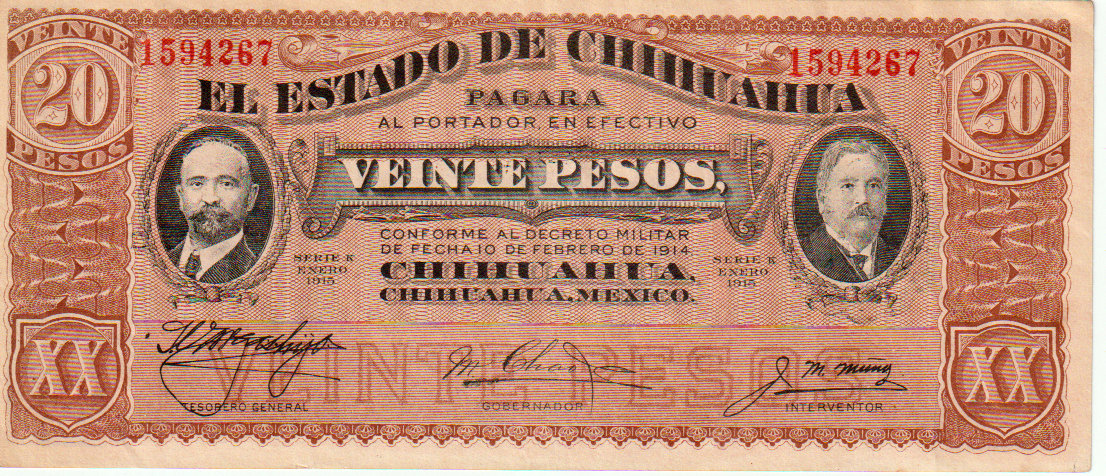 VEINTE
20
PESOS
1594267
EL ESTADO DE CHIHUAHUA
1594267
VEINTE
20
PESOS
PAGARA
AL PORTADOR, EN EFECTIVO
VEINTE PESOS,
CONFORME AL DECRETO MILITAR
DE FECHA 10 DE FEBRERO DE 1914
CHIHUAHUA,
CHIHUAHUA, MEXICO.
SERIE K
ENERO
1915
SERIE K
ENERO
1915
XX
VEINTE PESOS
XX
TESORERO GENERAL
GOBERNADOR
INTERVENTOR